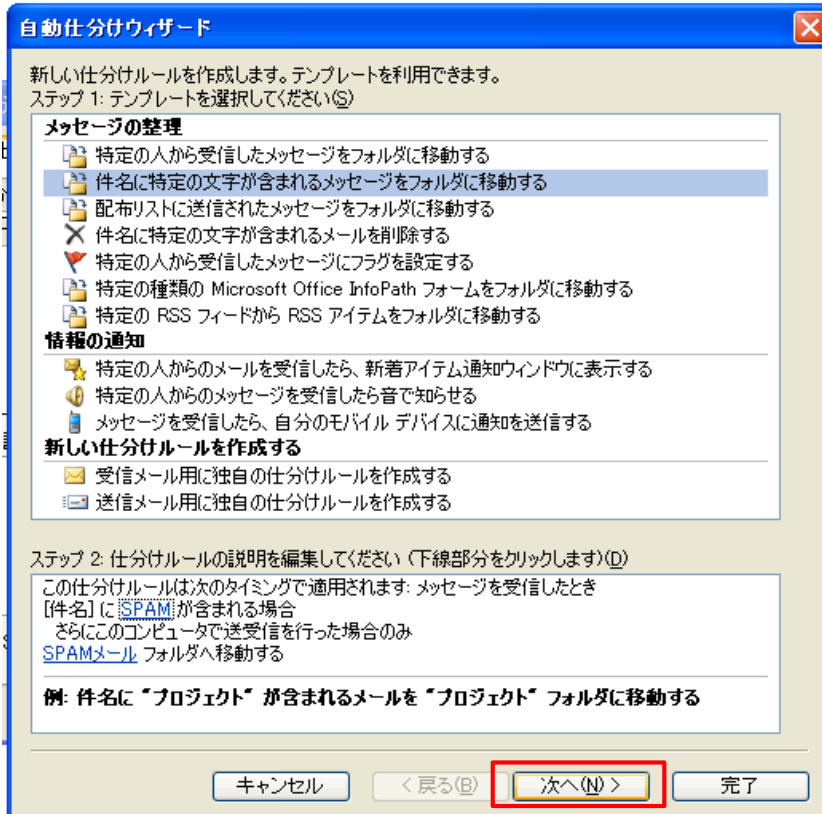 自動仕分けウィザード
新しい仕分けルールを作成します。テンプレートを利用できます。
ステップ 1: テンプレートを選択してください(S)
メッセージの整理
特定の人から受信したメッセージをフォルダに移動する
件名に特定の文字が含まれるメッセージをフォルダに移動する
配布リストに送信されたメッセージをフォルダに移動する
件名に特定の文字が含まれるメールを削除する
特定の人から受信したメッセージにフラグを設定する
特定の種類の Microsoft Office InfoPath フォームをフォルダに移動する
特定の RSS フィードから RSS アイテムをフォルダに移動する
情報の通知
特定の人からのメールを受信したら、新着アイテム通知ウィンドウに表示する
特定の人からのメッセージを受信したら音で知らせる
メッセージを受信したら、自分のモバイル デバイスに通知を送信する
新しい仕分けルールを作成する
受信メール用に独自の仕分けルールを作成する
送信メール用に独自の仕分けルールを作成する
ステップ 2: 仕分けルールの説明を編集してください (下線部分をクリックします)(D)
この仕分けルールは次のタイミングで適用されます: メッセージを受信したとき
[件名] に SPAM が含まれる場合
さらにこのコンピュータで送受信を行った場合のみ
SPAMメール フォルダへ移動する
例: 件名に "プロジェクト" が含まれるメールを "プロジェクト" フォルダに移動する
キャンセル < 戻る(B) 次へ(N) > 完了